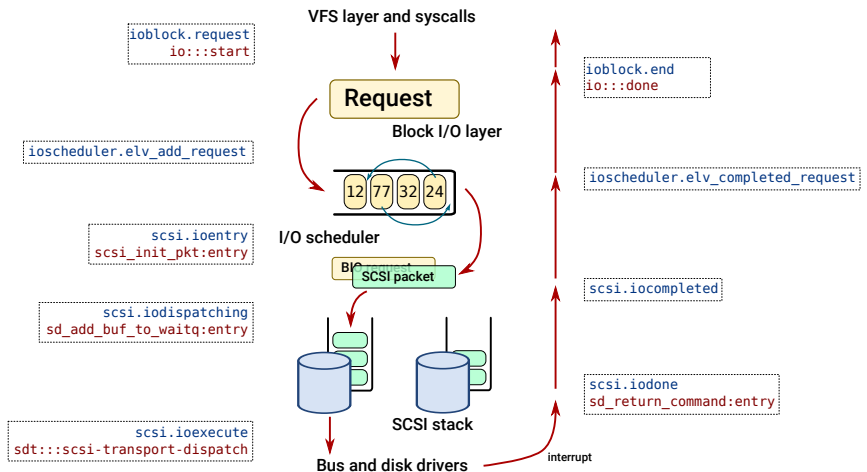 VFS layer and syscalls
ioblock.request
io:::start
ioblock.end
io:::done
Request
Block I/O layer
ioscheduler.elv_add_request
ioscheduler.elv_completed_request
12 77 32 24
I/O scheduler
scsi.ioentry
scsi_init_pkt:entry
BIO request
SCSI packet
scsi.iocompleted
scsi.iodispatching
sd_add_buf_to_waitq:entry
scsi.iodone
sd_return_command:entry
SCSI stack
scsi.ioexecute
sdt:::scsi-transport-dispatch
Bus and disk drivers
interrupt